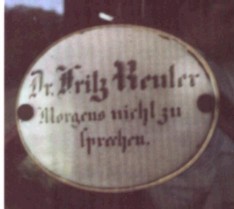 Dr. Fritz Reuter
Morgens nicht zu
sprechen.